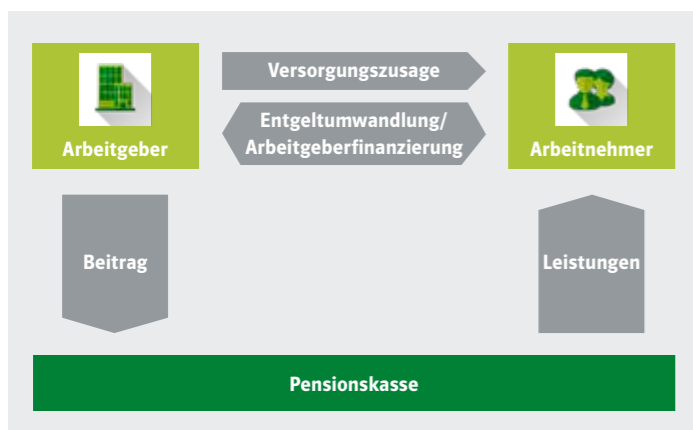 Arbeitgeber
Versorgungszusage
Entgeltumwandlung/
Arbeitgeberfinanzierung
Arbeitnehmer
Beitrag
Leistungen
Pensionskasse